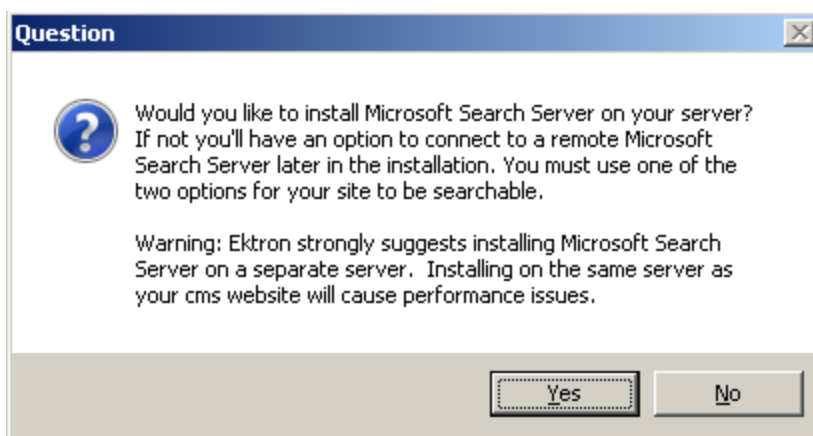 Question
Would you like to install Microsoft Search Server on your server?
If not you'll have an option to connect to a remote Microsoft
Search Server later in the installation. You must use one of the
two options for your site to be searchable.
Warning: Ektron strongly suggests installing Microsoft Search
Server on a separate server.  Installing on the same server as
your cms website will cause performance issues.
Yes
No